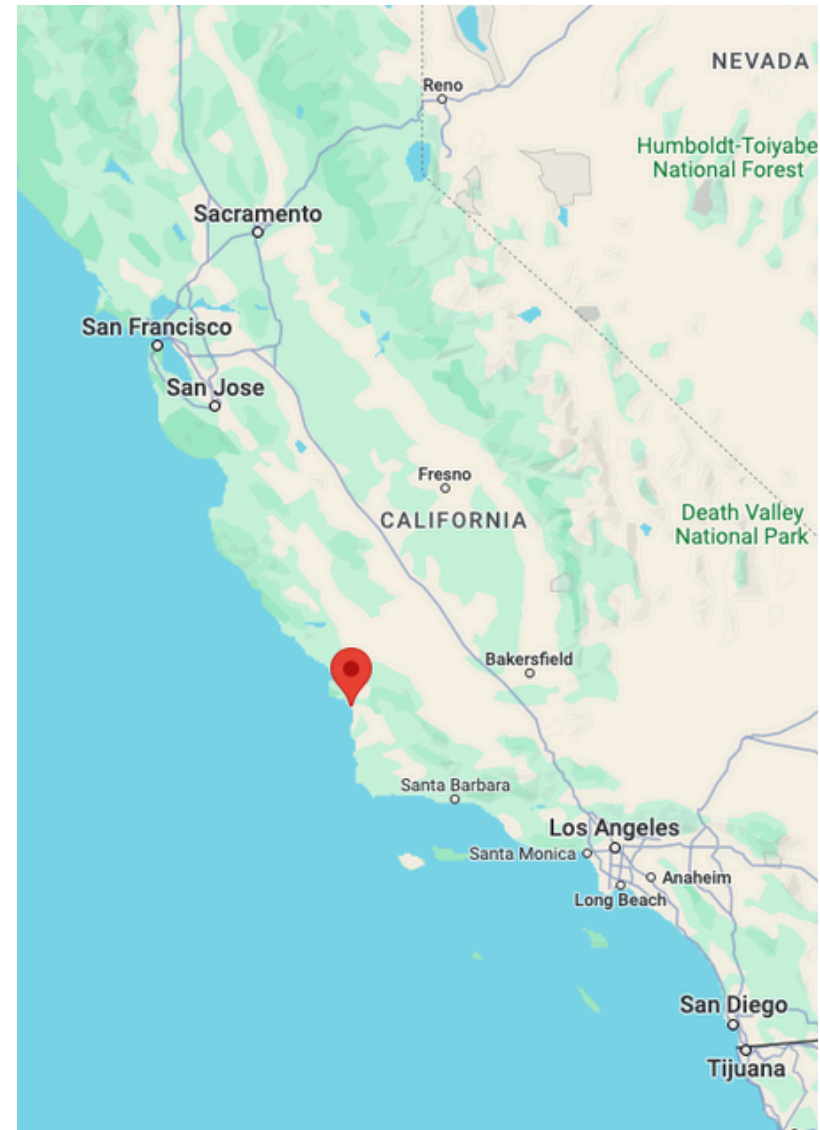 NEVADA
Reno
Humboldt-Toiyabe
National Forest
Sacramento
San Francisco
San Jose
Fresno
CALIFORNIA
Death Valley
National Park
Bakersfield
Santa Barbara
Los Angeles
Santa Monica
Anaheim
Long Beach
San Diego
Tijuana